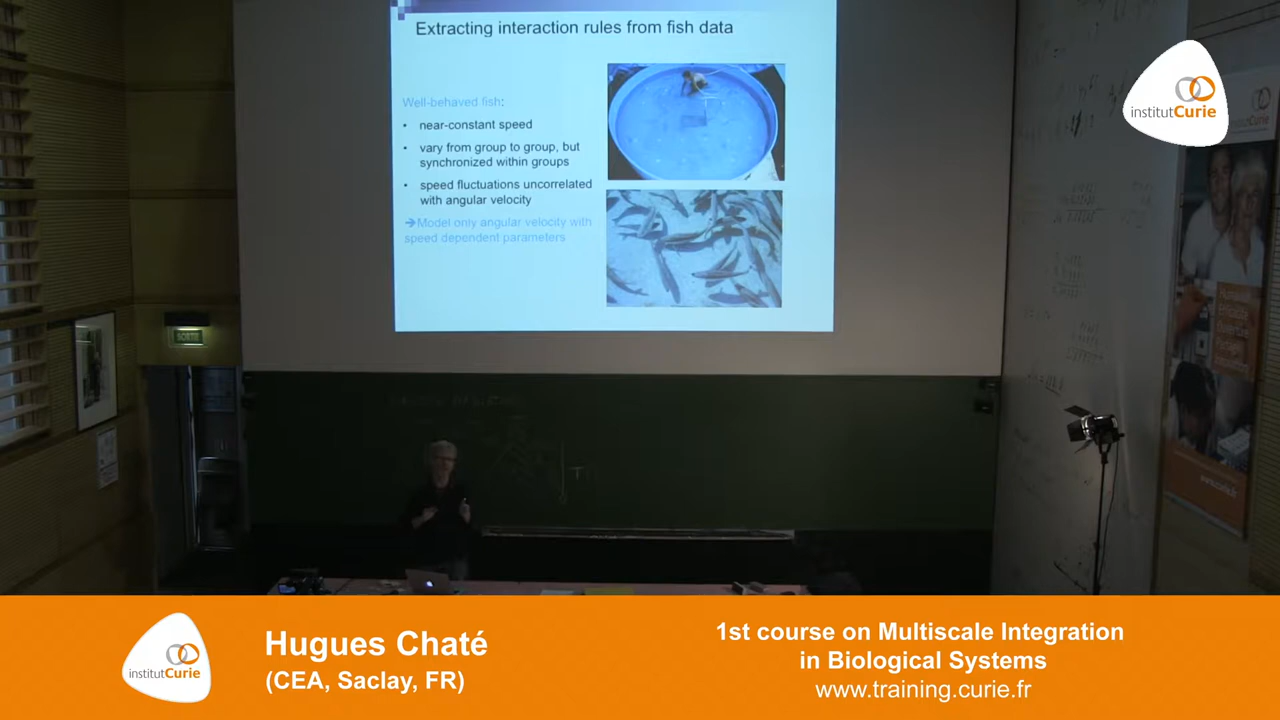 Extracting interaction rules from fish data
Well-behaved fish:
• near-constant speed
• vary from group to group, but
synchronized within groups
• speed fluctuations uncorrelated
with angular velocity
➔Model only angular velocity with
speed dependent parameters
institutCurie
SORTIE
institutCurie
Hugues Chaté
(CEA, Saclay, FR)
1st course on Multiscale Integration
in Biological Systems
www.training.curie.fr